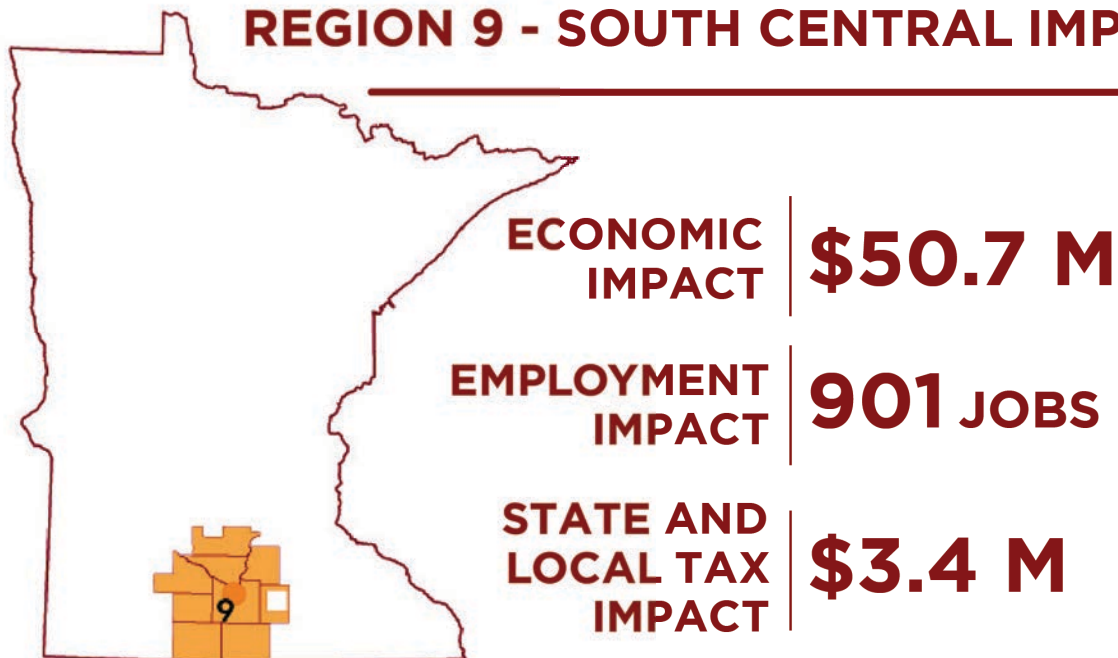 REGION 9 - SOUTH CENTRAL IMP
ECONOMIC
IMPACT
$50.7 M
EMPLOYMENT
IMPACT
901 JOBS
STATE AND
LOCAL TAX
IMPACT
$3.4 M
9